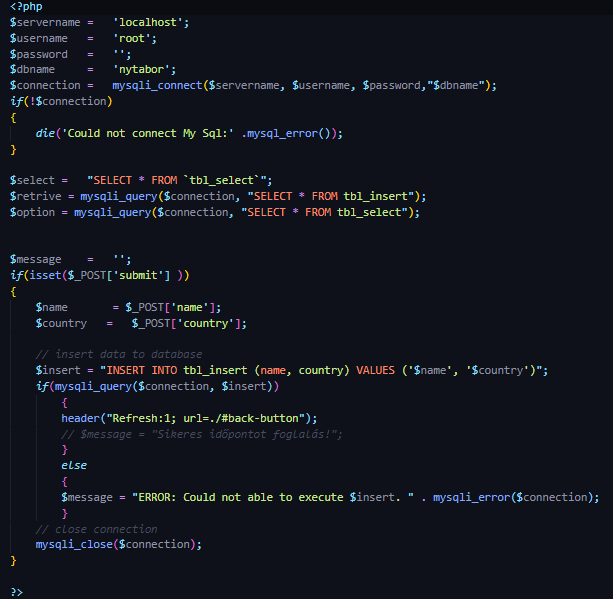 <?php
$servername =   'localhost';
$username   =   'root';
$password   =   '';
$dbname     =   'nytabor';
$connection =   mysqli_connect($servername, $username, $password,"$dbname");
if(!$connection)
{
    die('Could not connect My Sql:' .mysql_error());
}
$select =   "SELECT * FROM `tbl_select`";
$retrive = mysqli_query($connection, "SELECT * FROM tbl_insert");
$option = mysqli_query($connection, "SELECT * FROM tbl_select");
$message    =   '';
if(isset($_POST['submit'] ))
{
    $name       = $_POST['name'];
    $country   =   $_POST['country'];
    // insert data to database
    $insert = "INSERT INTO tbl_insert (name, country) VALUES ('$name', '$country')";
    if(mysqli_query($connection, $insert))
        {
        header("Refresh:1; url=./#back-button");
        // $message = "Sikeres időpontot foglalás!";
        }
        else
        {
        $message = "ERROR: Could not able to execute $insert. " . mysqli_error($connection);
        }
    // close connection
    mysqli_close($connection);
}
?>